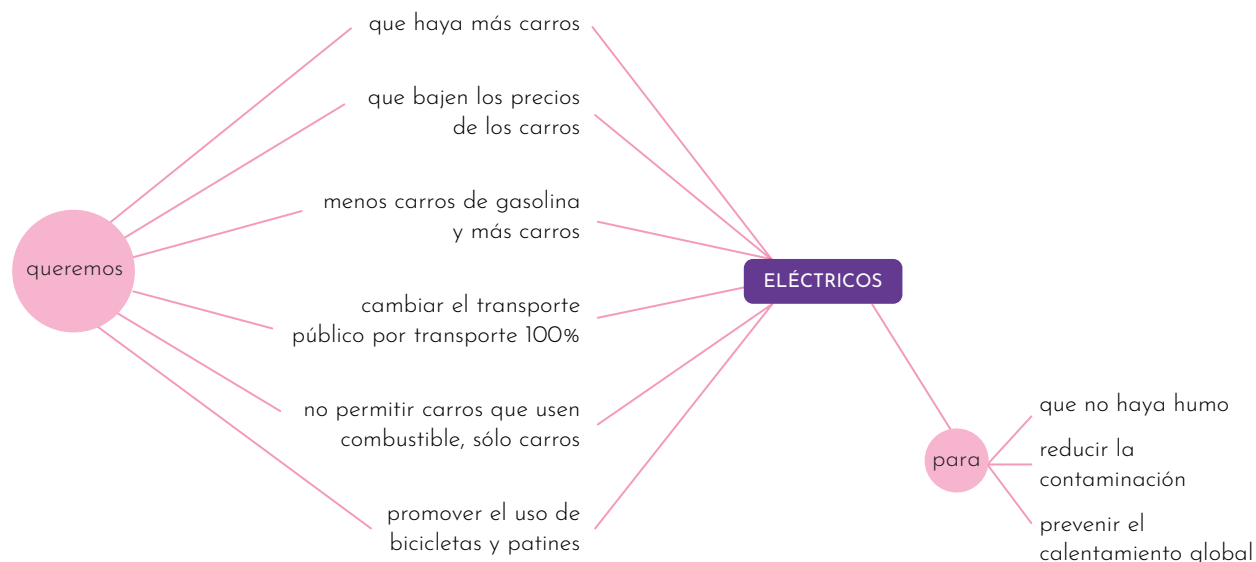 que haya más carros
que bajen los precios
de los carros
menos carros de gasolina
y más carros
queremos
ELÉCTRICOS
cambiar el transporte
público por transporte 100%
no permitir carros que usen
combustible, sólo carros
promover el uso de
bicicletas y patines
para
que no haya humo
reducir la
contaminación
prevenir el
calentamiento global